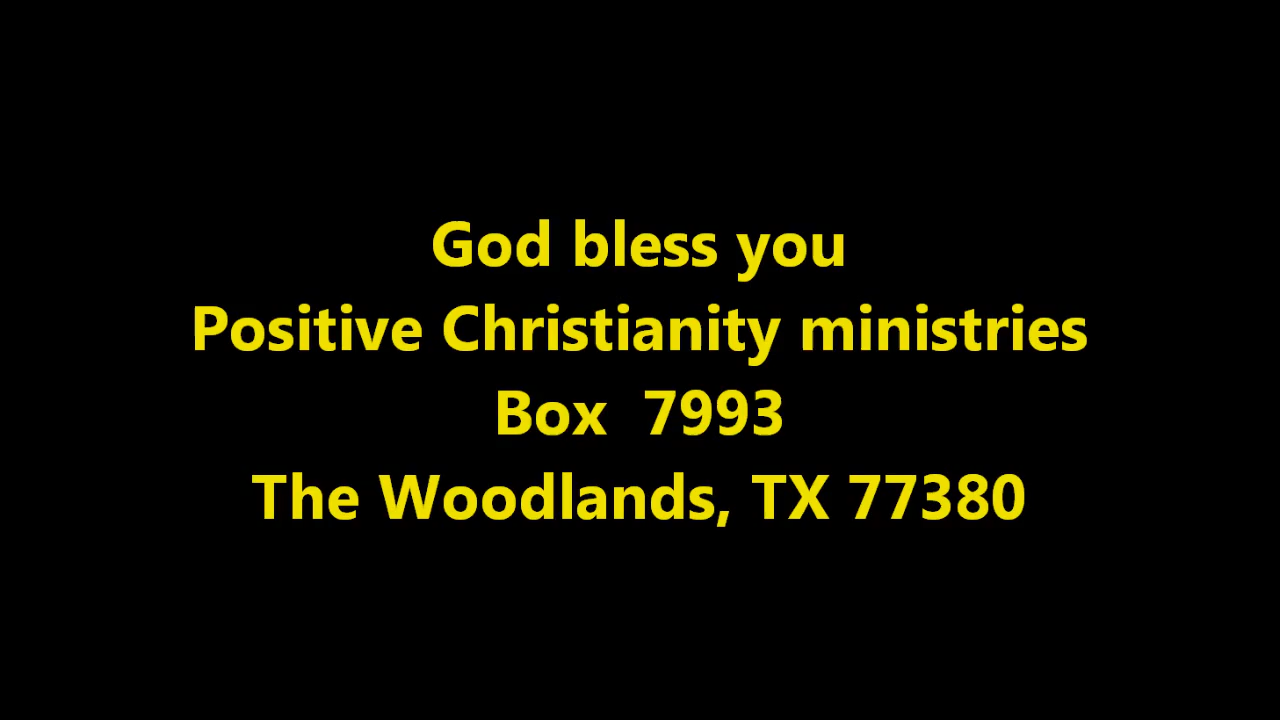 God bless you
Positive Christianity ministries
Box  7993
The Woodlands, TX 77380